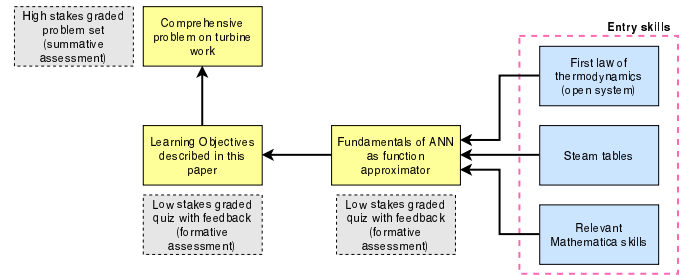 High stakes graded
problem set
(summative
assessment)
Comprehensive
problem on turbine
work
Entry skills
First law of
thermodynamics
(open system)
Learning Objectives
described in this
paper
Fundamentals of ANN
as function
approximator
Steam tables
Low stakes graded
quiz with feedback
(formative
assessment)
Low stakes graded
quiz with feedback
(formative
assessment)
Relevant
Mathematica skills